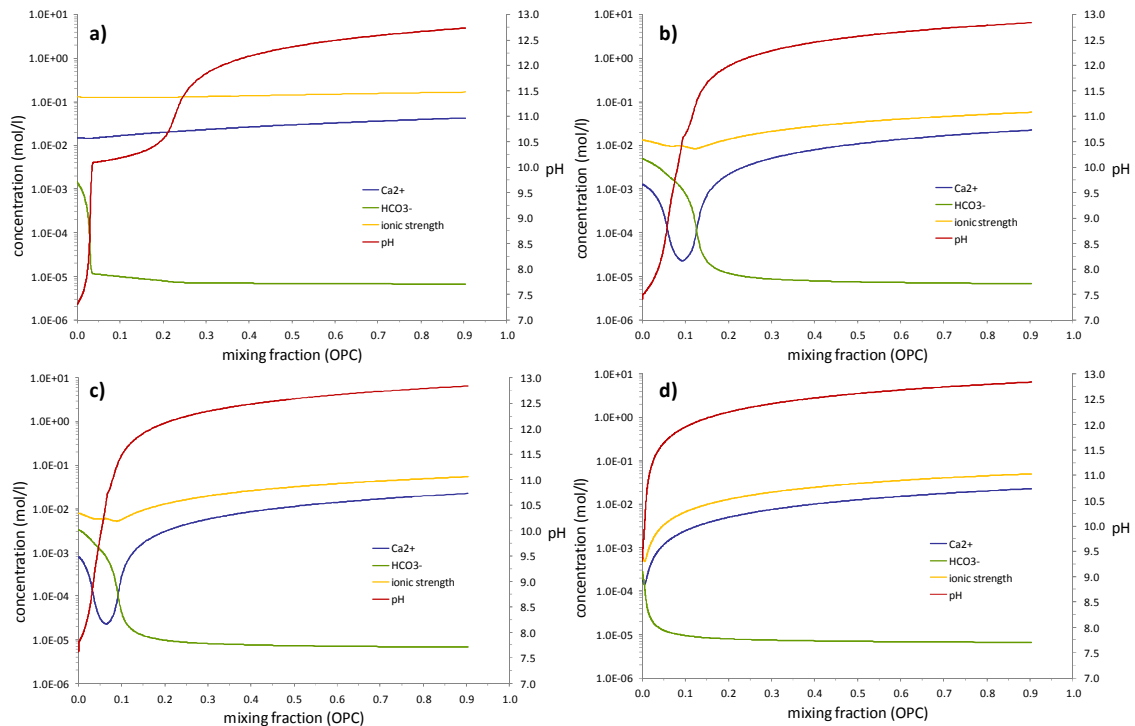 a)
1.0E+01
1.0E+00
1.0E-01
1.0E-02
1.0E-03
1.0E-04
1.0E-05
1.0E-06
concentration (mol/l)
13.0
12.5
12.0
11.5
11.0
10.5
10.0
9.5
9.0
8.5
8.0
7.5
7.0
pH
Ca2+
HCO3-
ionic strength
pH
0.0 0.1 0.2 0.3 0.4 0.5 0.6 0.7 0.8 0.9 1.0
mixing fraction (OPC)
b)
1.0E+01
1.0E+00
1.0E-01
1.0E-02
1.0E-03
1.0E-04
1.0E-05
1.0E-06
concentration (mol/l)
13.0
12.5
12.0
11.5
11.0
10.5
10.0
9.5
9.0
8.5
8.0
7.5
7.0
pH
Ca2+
HCO3-
ionic strength
pH
0.0 0.1 0.2 0.3 0.4 0.5 0.6 0.7 0.8 0.9 1.0
mixing fraction (OPC)
c)
1.0E+01
1.0E+00
1.0E-01
1.0E-02
1.0E-03
1.0E-04
1.0E-05
1.0E-06
concentration (mol/l)
13.0
12.5
12.0
11.5
11.0
10.5
10.0
9.5
9.0
8.5
8.0
7.5
7.0
pH
Ca2+
HCO3-
ionic strength
pH
0.0 0.1 0.2 0.3 0.4 0.5 0.6 0.7 0.8 0.9 1.0
mixing fraction (OPC)
d)
1.0E+01
1.0E+00
1.0E-01
1.0E-02
1.0E-03
1.0E-04
1.0E-05
1.0E-06
concentration (mol/l)
13.0
12.5
12.0
11.5
11.0
10.5
10.0
9.5
9.0
8.5
8.0
7.5
7.0
pH
Ca2+
HCO3-
ionic strength
pH
0.0 0.1 0.2 0.3 0.4 0.5 0.6 0.7 0.8 0.9 1.0
mixing fraction (OPC)